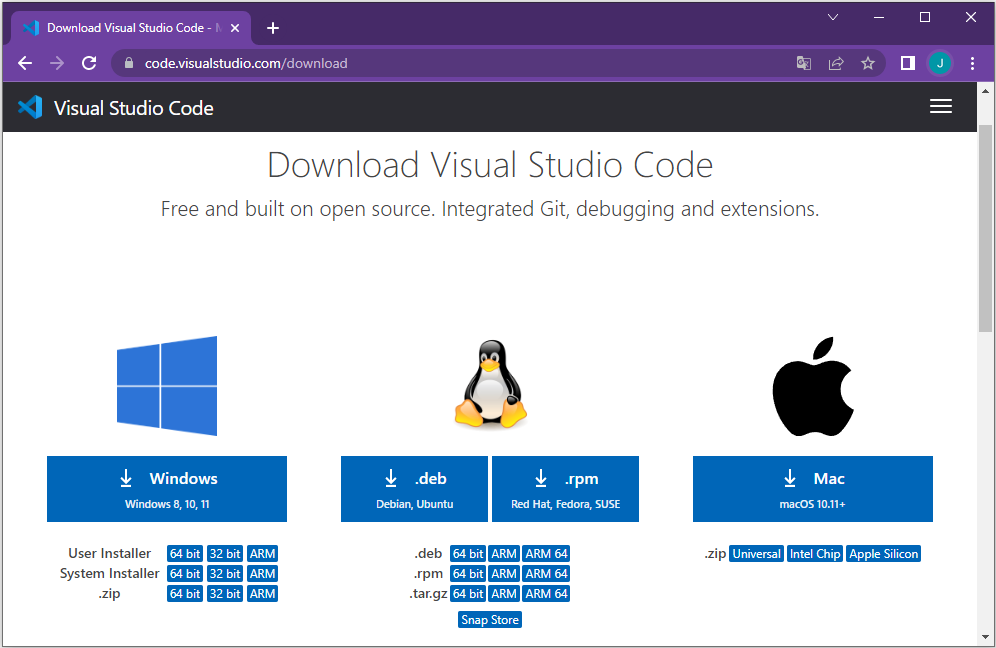 Download Visual Studio Code - M
code.visualstudio.com/download
J
Visual Studio Code
Download Visual Studio Code
Free and built on open source. Integrated Git, debugging and extensions.
Windows
Windows 8, 10, 11
.deb
Debian, Ubuntu
.rpm
Red Hat, Fedora, SUSE
Mac
macOS 10.11+
User Installer 64 bit 32 bit ARM
System Installer 64 bit 32 bit ARM
.zip 64 bit 32 bit ARM
.deb 64 bit ARM ARM 64
.rpm 64 bit ARM ARM 64
.tar.gz 64 bit ARM ARM 64
Snap Store
.zip Universal Intel Chip Apple Silicon